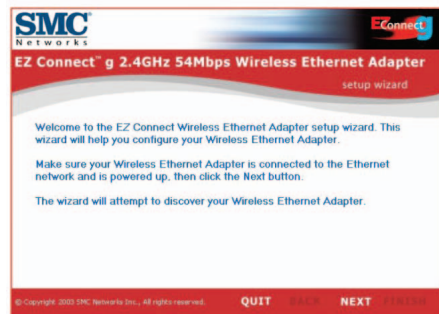 SMC®
Networks
EZ Connect g
EZ Connect™ g 2.4GHz 54Mbps Wireless Ethernet Adapter
setup wizard
Welcome to the EZ Connect Wireless Ethernet Adapter setup wizard. This
wizard will help you configure your Wireless Ethernet Adapter.
Make sure your Wireless Ethernet Adapter is connected to the Ethernet
network and is powered up, then click the Next button.
The wizard will attempt to discover your Wireless Ethernet Adapter.
© Copyright 2003 SMC Networks Inc., All rights reserved. QUIT BACK NEXT FINISH